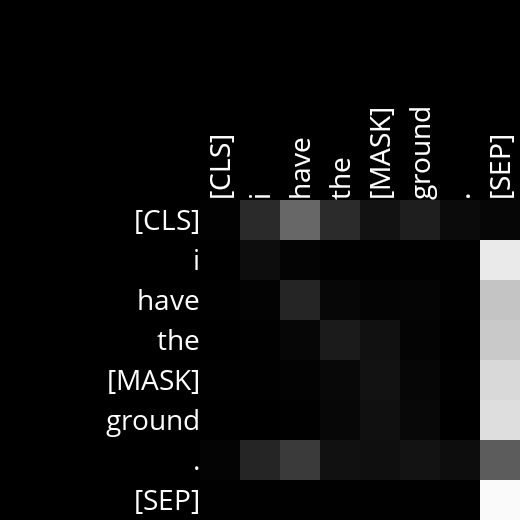 [CLS] i have the [MASK] ground . [SEP]
[CLS]
i
have
the
[MASK]
ground
.
[SEP]